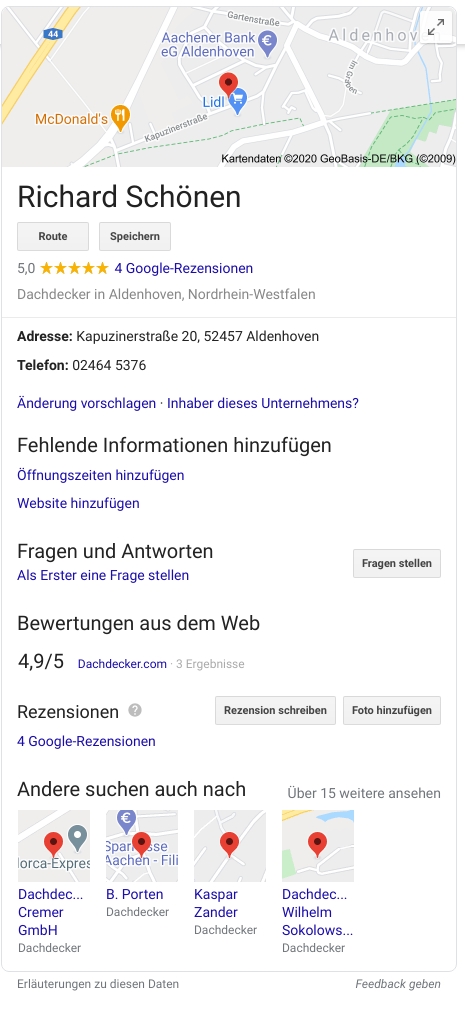 Gartenstraße
44
Aachener Bank
eG Aldenhoven
€
Aldenhov
Im Graben
Lidl
McDonald's
Kapuzinerstraße
Kartendaten ©2020 GeoBasis-DE/BKG (©2009)
Richard Schönen
Route Speichern
5,0 ★★★★★ 4 Google-Rezensionen
Dachdecker in Aldenhoven, Nordrhein-Westfalen
Adresse: Kapuzinerstraße 20, 52457 Aldenhoven
Telefon: 02464 5376
Änderung vorschlagen · Inhaber dieses Unternehmens?
Fehlende Informationen hinzufügen
Öffnungszeiten hinzufügen
Website hinzufügen
Fragen und Antworten
Als Erster eine Frage stellen
Fragen stellen
Bewertungen aus dem Web
4,9/5 Dachdecker.com · 3 Ergebnisse
Rezensionen ? Rezension schreiben Foto hinzufügen
4 Google-Rezensionen
Andere suchen auch nach Über 15 weitere ansehen
lorca-Expres
€
Sparkasse
Aachen - Fili
Dachdec...
Cremer
GmbH
Dachdecker
B. Porten
Dachdecker
Kaspar
Zander
Dachdecker
Dachdec...
Wilhelm
Sokolows...
Dachdecker
Erläuterungen zu diesen Daten Feedback geben